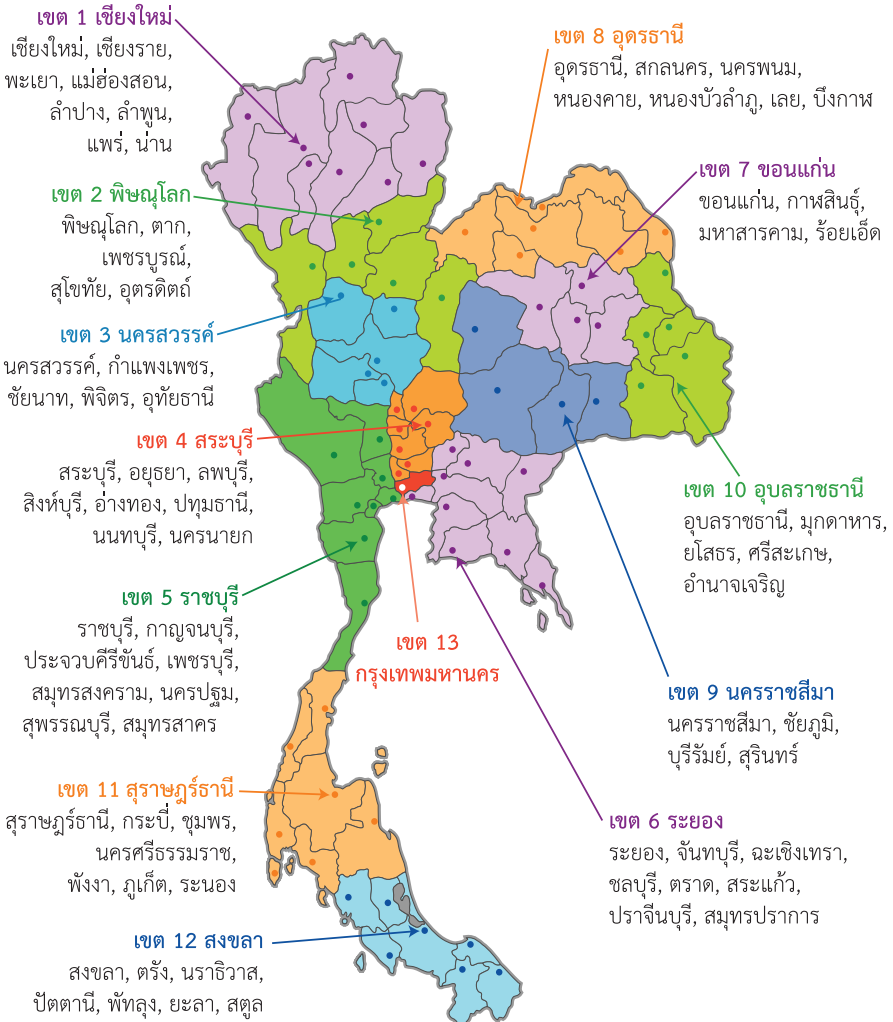 เขต 1 เชียงใหม่
เชียงใหม่, เชียงราย,
พะเยา, แม่ฮ่องสอน,
ลำปาง, ลำพูน,
แพร่, น่าน
เขต 2 พิษณุโลก
พิษณุโลก, ตาก,
เพชรบูรณ์,
สุโขทัย, อุตรดิตถ์
เขต 3 นครสวรรค์
นครสวรรค์, กำแพงเพชร,
ชัยนาท, พิจิตร, อุทัยธานี
เขต 4 สระบุรี
สระบุรี, อยุธยา, ลพบุรี,
สิงห์บุรี, อ่างทอง, ปทุมธานี,
นนทบุรี, นครนายก
เขต 5 ราชบุรี
ราชบุรี, กาญจนบุรี,
ประจวบคีรีขันธ์, เพชรบุรี,
สมุทรสงคราม, นครปฐม,
สุพรรณบุรี, สมุทรสาคร
เขต 11 สุราษฎร์ธานี
สุราษฎร์ธานี, กระบี่, ชุมพร,
นครศรีธรรมราช,
พังงา, ภูเก็ต, ระนอง
เขต 12 สงขลา
สงขลา, ตรัง, นราธิวาส,
ปัตตานี, พัทลุง, ยะลา, สตูล
เขต 8 อุดรธานี
อุดรธานี, สกลนคร, นครพนม,
หนองคาย, หนองบัวลำภู, เลย, บึงกาฬ
เขต 7 ขอนแก่น
ขอนแก่น, กาฬสินธุ์,
มหาสารคาม, ร้อยเอ็ด
เขต 10 อุบลราชธานี
อุบลราชธานี, มุกดาหาร,
ยโสธร, ศรีสะเกษ,
อำนาจเจริญ
เขต 13
กรุงเทพมหานคร
เขต 9 นครราชสีมา
นครราชสีมา, ชัยภูมิ,
บุรีรัมย์, สุรินทร์
เขต 6 ระยอง
ระยอง, จันทบุรี, ฉะเชิงเทรา,
ชลบุรี, ตราด, สระแก้ว,
ปราจีนบุรี, สมุทรปราการ